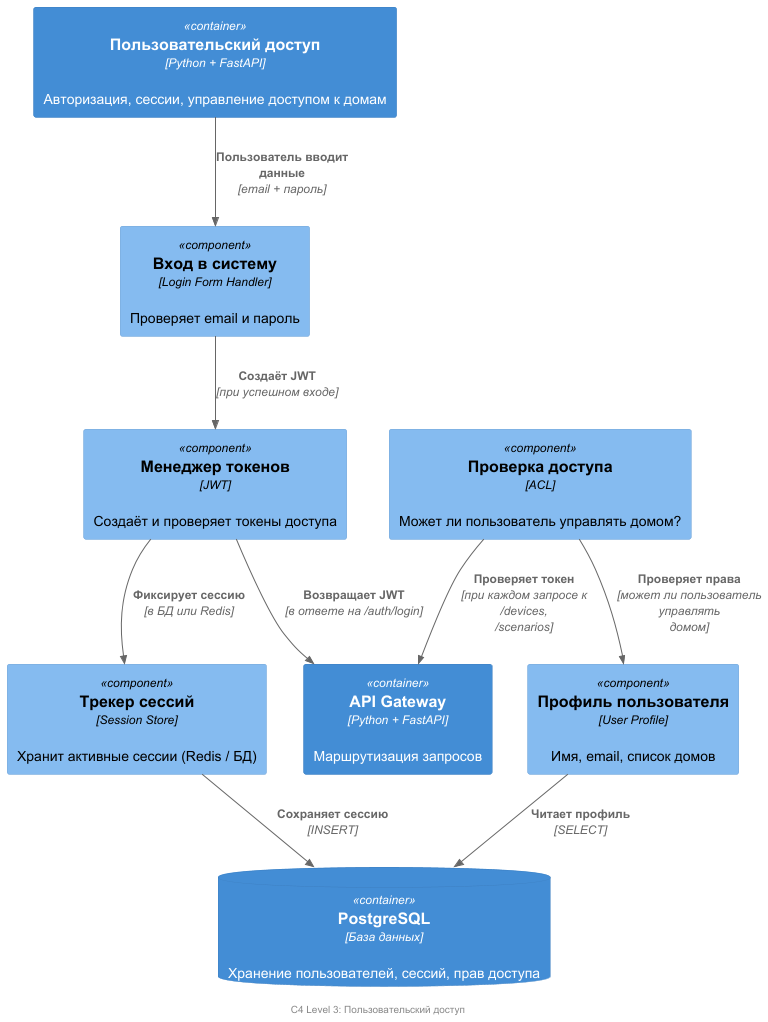 «container»
Пользовательский доступ
[Python + FastAPI]
Авторизация, сессии, управление доступом к домам
Пользователь вводит
данные
[email + пароль]
«component»
Вход в систему
[Login Form Handler]
Проверяет email и пароль
Создаёт JWT
[при успешном входе]
«component»
Менеджер токенов
[JWT]
Создаёт и проверяет токены доступа
«component»
Проверка доступа
[ACL]
Может ли пользователь управлять домом?
Фиксирует сессию
[в БД или Redis]
Возвращает JWT
[в ответе на /auth/login]
Проверяет токен
[при каждом запросе к
/devices,
/scenarios]
Проверяет права
[может ли пользователь
управлять
домом]
«component»
Трекер сессий
[Session Store]
Хранит активные сессии (Redis / БД)
«container»
API Gateway
[Python + FastAPI]
Маршрутизация запросов
«component»
Профиль пользователя
[User Profile]
Имя, email, список домов
Сохраняет сессию
[INSERT]
Читает профиль
[SELECT]
«container»
PostgreSQL
[База данных]
Хранение пользователей, сессий, прав доступа
C4 Level 3: Пользовательский доступ